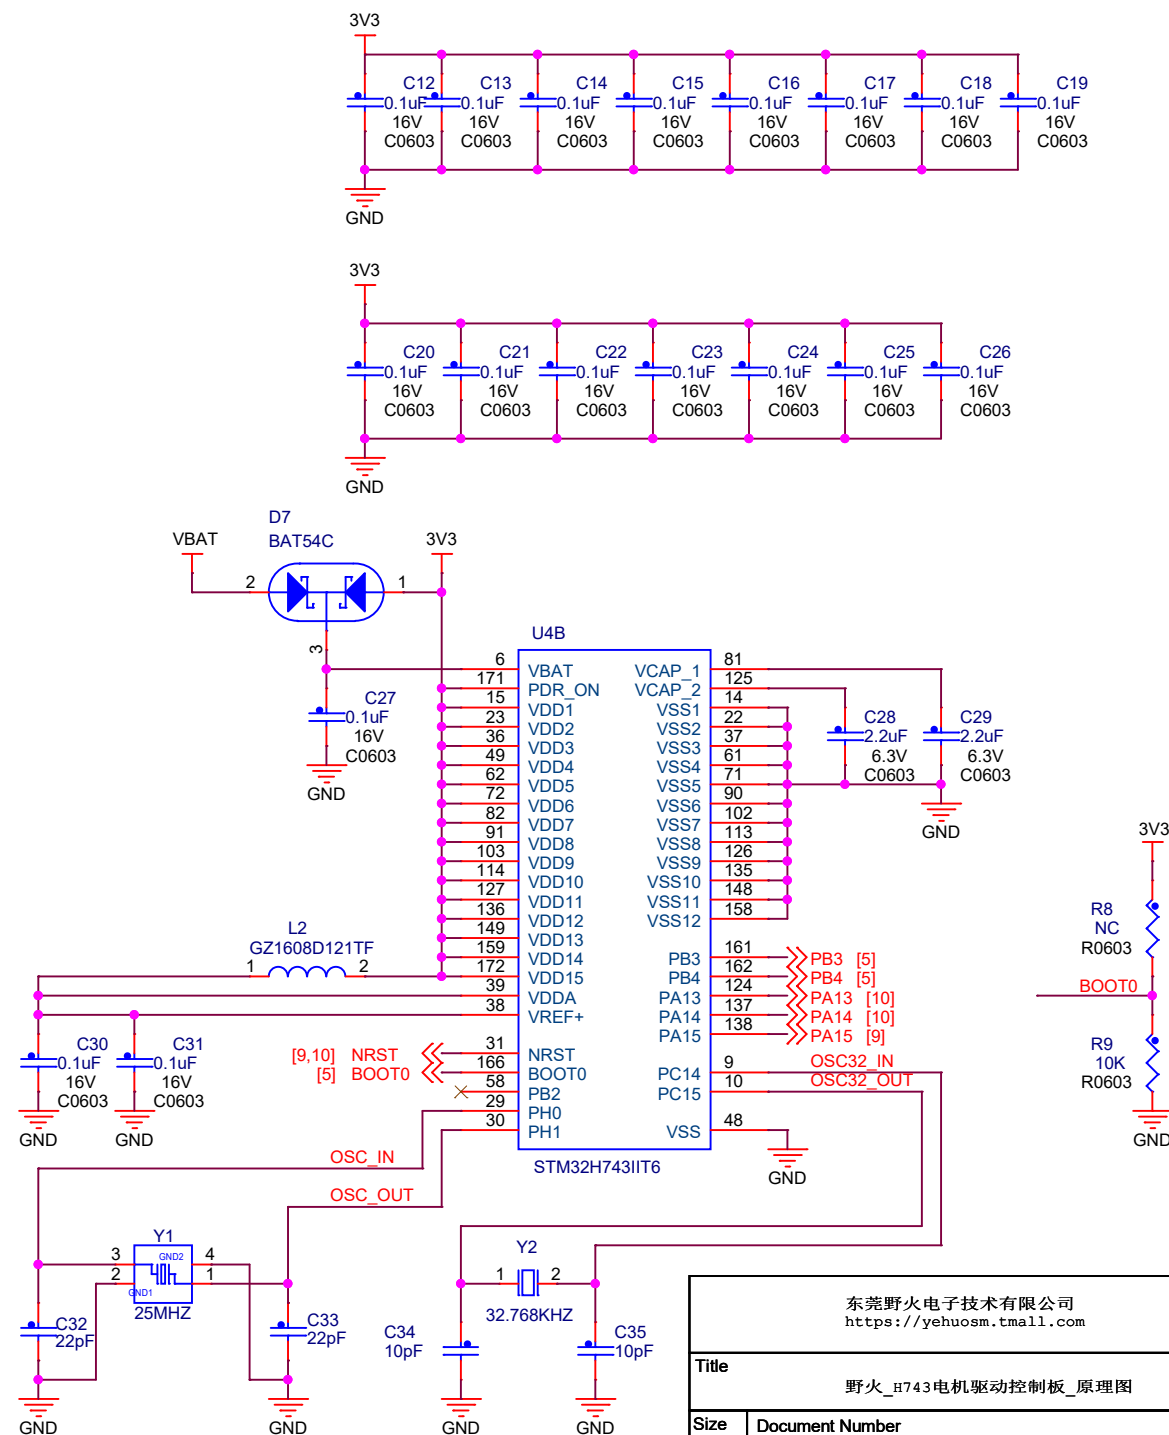 3V3
C12 C13 C14 C15 C16 C17 C18 C19
0.1uF 0.1uF 0.1uF 0.1uF 0.1uF 0.1uF 0.1uF 0.1uF
16V 16V 16V 16V 16V 16V 16V 16V
C0603 C0603 C0603 C0603 C0603 C0603 C0603 C0603
GND
3V3
C20 C21 C22 C23 C24 C25 C26
0.1uF 0.1uF 0.1uF 0.1uF 0.1uF 0.1uF 0.1uF
16V 16V 16V 16V 16V 16V 16V
C0603 C0603 C0603 C0603 C0603 C0603 C0603
GND
D7
BAT54C
VBAT
3V3
2 1
3
C27
0.1uF
16V
C0603
GND
U4B
6 VBAT
171 PDR_ON
15 VDD1
23 VDD2
36 VDD3
49 VDD4
62 VDD5
72 VDD6
82 VDD7
91 VDD8
103 VDD9
114 VDD10
127 VDD11
136 VDD12
149 VDD13
159 VDD14
172 VDD15
39 VDDA
38 VREF+
31 NRST
166 BOOT0
58 PB2
29 PH0
30 PH1
VCAP_1 81
VCAP_2 125
VSS1 14
VSS2 22
VSS3 37
VSS4 61
VSS5 71
VSS6 90
VSS7 102
VSS8 113
VSS9 126
VSS10 135
VSS11 148
VSS12 158
PB3 161 PB3 [5]
PB4 162 PB4 [5]
PA13 124 PA13 [10]
PA14 137 PA14 [10]
PA15 138 PA15 [9]
PC14 9 OSC32_IN
PC15 10 OSC32_OUT
VSS 48
GND
STM32H743IIT6
C28
2.2uF
6.3V
C0603
C29
2.2uF
6.3V
C0603
GND
3V3
R8
NC
R0603
BOOT0
R9
10K
R0603
GND
L2
GZ1608D121TF
1 2
C30
0.1uF
16V
C0603
GND
C31
0.1uF
16V
C0603
GND
[9,10] NRST
[5] BOOT0
OSC_IN
OSC_OUT
Y1
3 GND2 4
2 GND1 1
25MHZ
C32
22pF
GND
C33
22pF
GND
Y2
1 2
32.768KHZ
C34
10pF
GND
C35
10pF
GND
东莞野火电子技术有限公司
https://yehuosm.tmall.com
Title
野火_H743电机驱动控制板_原理图
Size Document Number